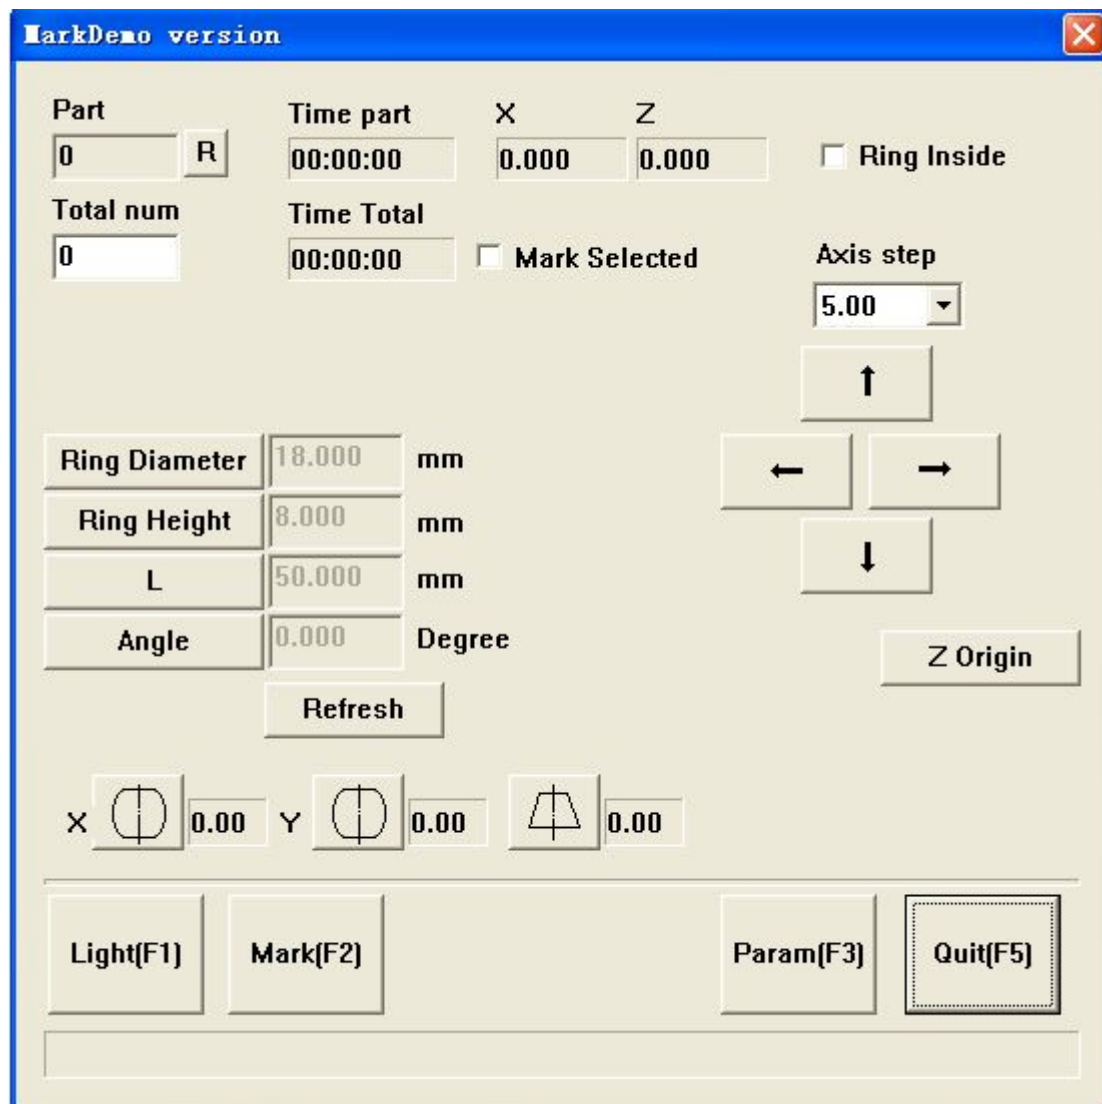 MarkDemo version
Part Time part X Z
0 R 00:00:00 0.000 0.000 Ring Inside
Total num Time Total
0 00:00:00 Mark Selected Axis step
5.00
Ring Diameter 18.000 mm
Ring Height 8.000 mm
L 50.000 mm
Angle 0.000 Degree
Z Origin
Refresh
X 0.00 Y 0.00 0.00
Light(F1) Mark(F2) Param(F3) Quit(F5)